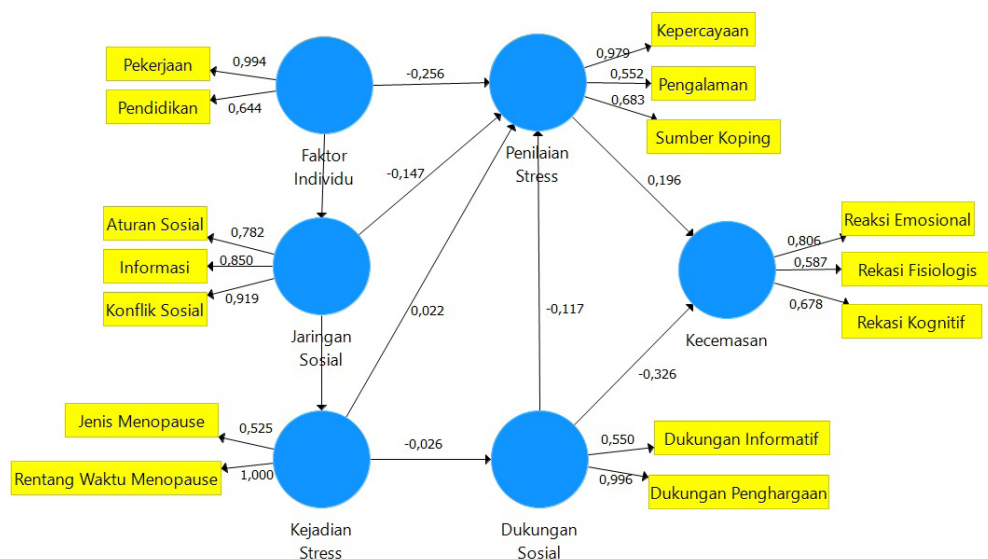 Kepercayaan
Pekerjaan
0,994
-0,256
0,979
0,552
Pengalaman
Pendidikan
0,644
0,683
Sumber Koping
Faktor
Individu
Penilaian
Stress
-0,147
0,196
Aturan Sosial
0,782
Informasi
0,850
Konflik Sosial
0,919
Reaksi Emosional
0,806
0,587
Rekasi Fisiologis
0,678
Rekasi Kognitif
0,022
-0,117
Jaringan
Sosial
Kecemasan
-0,326
Jenis Menopause
0,525
Rentang Waktu Menopause
1,000
-0,026
0,550
Dukungan Informatif
0,996
Dukungan Penghargaan
Kejadian
Stress
Dukungan
Sosial